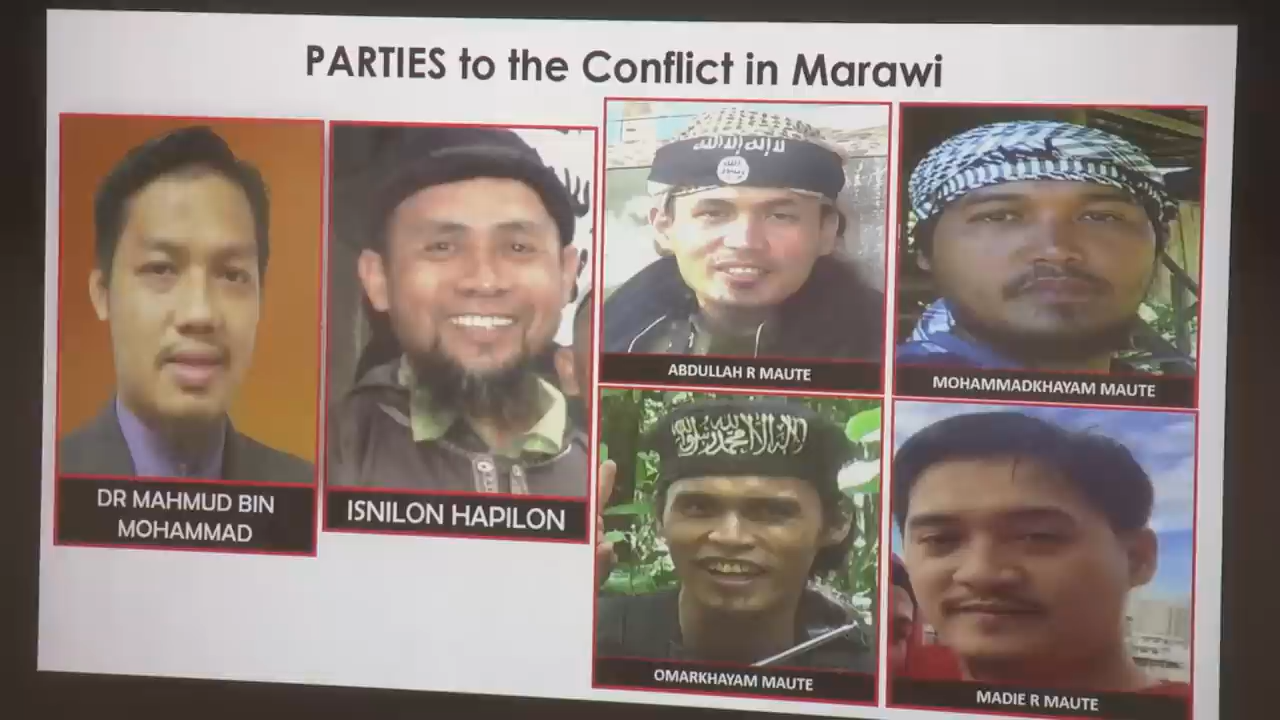 PARTIES to the Conflict in Marawi
DR MAHMUD BIN
MOHAMMAD
ISNILON HAPILON
ABDULLAH R MAUTE
MOHAMMADKHAYAM MAUTE
OMARKHAYAM MAUTE
MADIE R MAUTE